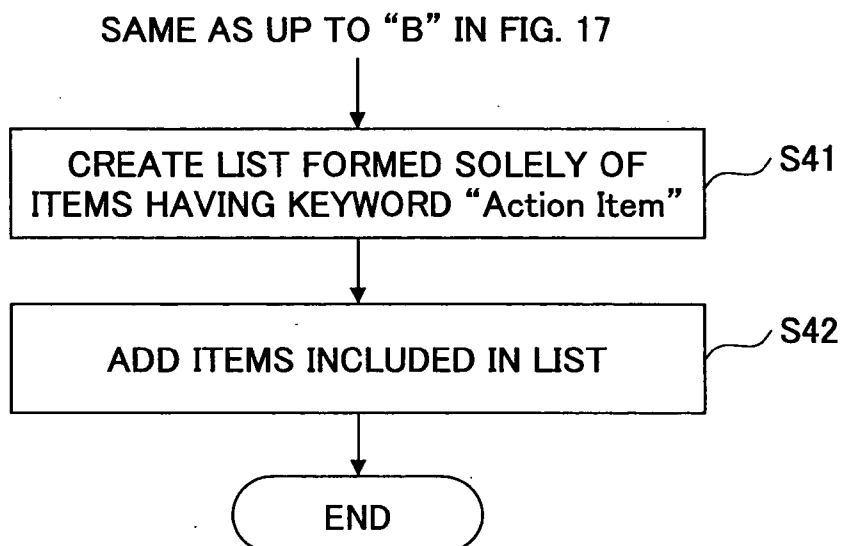 SAME AS UP TO “B” IN FIG. 17
CREATE LIST FORMED SOLELY OF
ITEMS HAVING KEYWORD “Action Item”
S41
ADD ITEMS INCLUDED IN LIST
S42
END